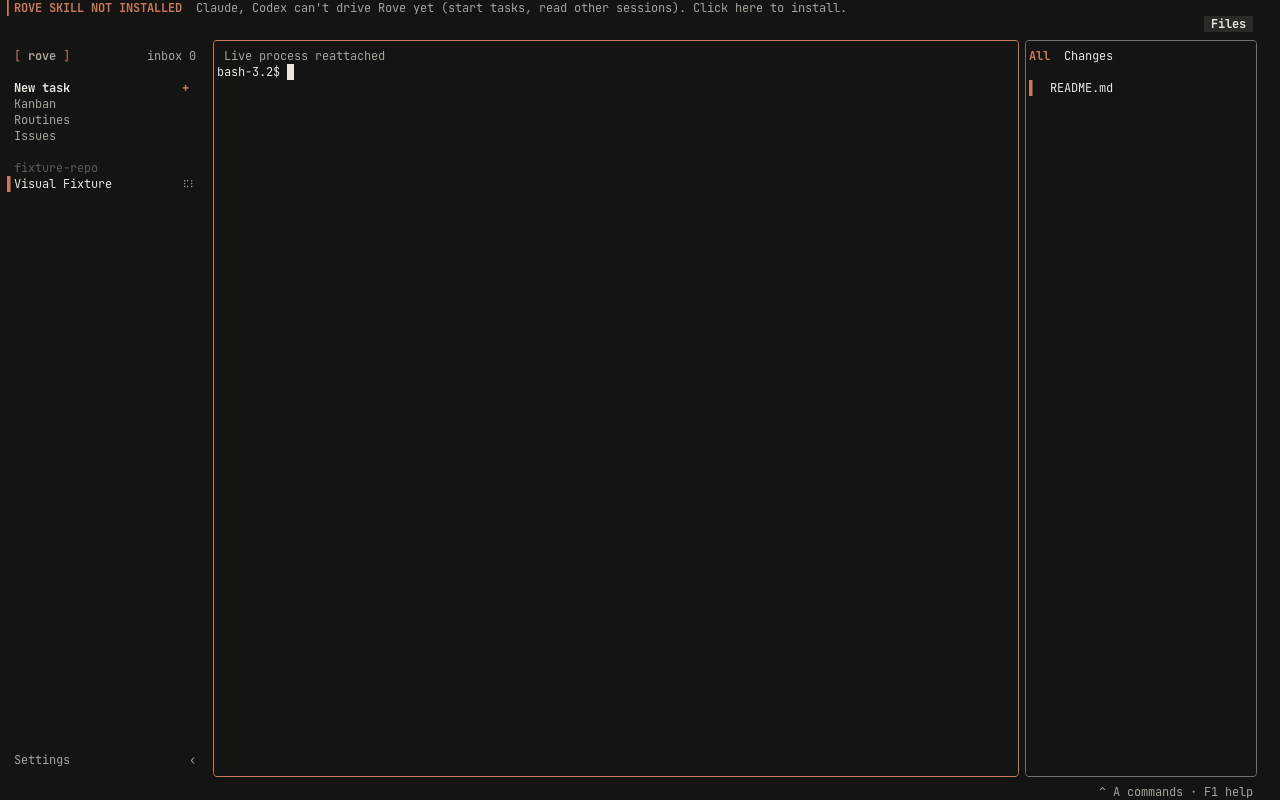 ROVE SKILL NOT INSTALLED  Claude, Codex can't drive Rove yet (start tasks, read other sessions). Click here to install.
Files
[ rove ]  inbox 0
New task +
Kanban
Routines
Issues
fixture-repo
Visual Fixture
Settings ‹
Live process reattached
bash-3.2$
All  Changes
README.md
^ A commands · F1 help